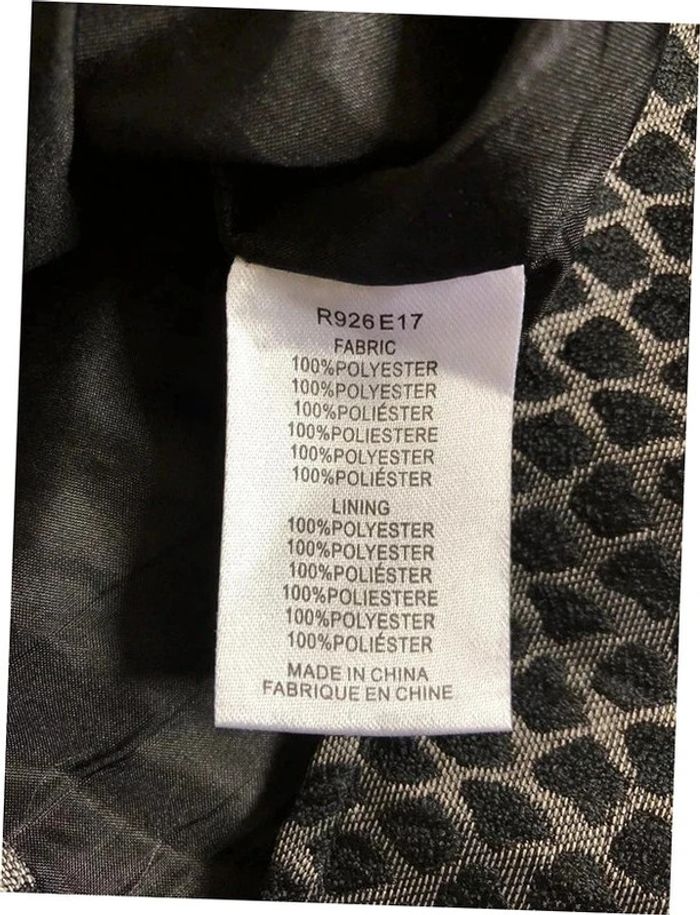 R926E17
FABRIC
100%POLYESTER
100%POLYESTER
100%POLIÉSTER
100%POLIESTERE
100%POLYESTER
100%POLIÉSTER
LINING
100%POLYESTER
100%POLYESTER
100%POLIÉSTER
100%POLIESTERE
100%POLYESTER
100%POLIÉSTER
MADE IN CHINA
FABRIQUE EN CHINE